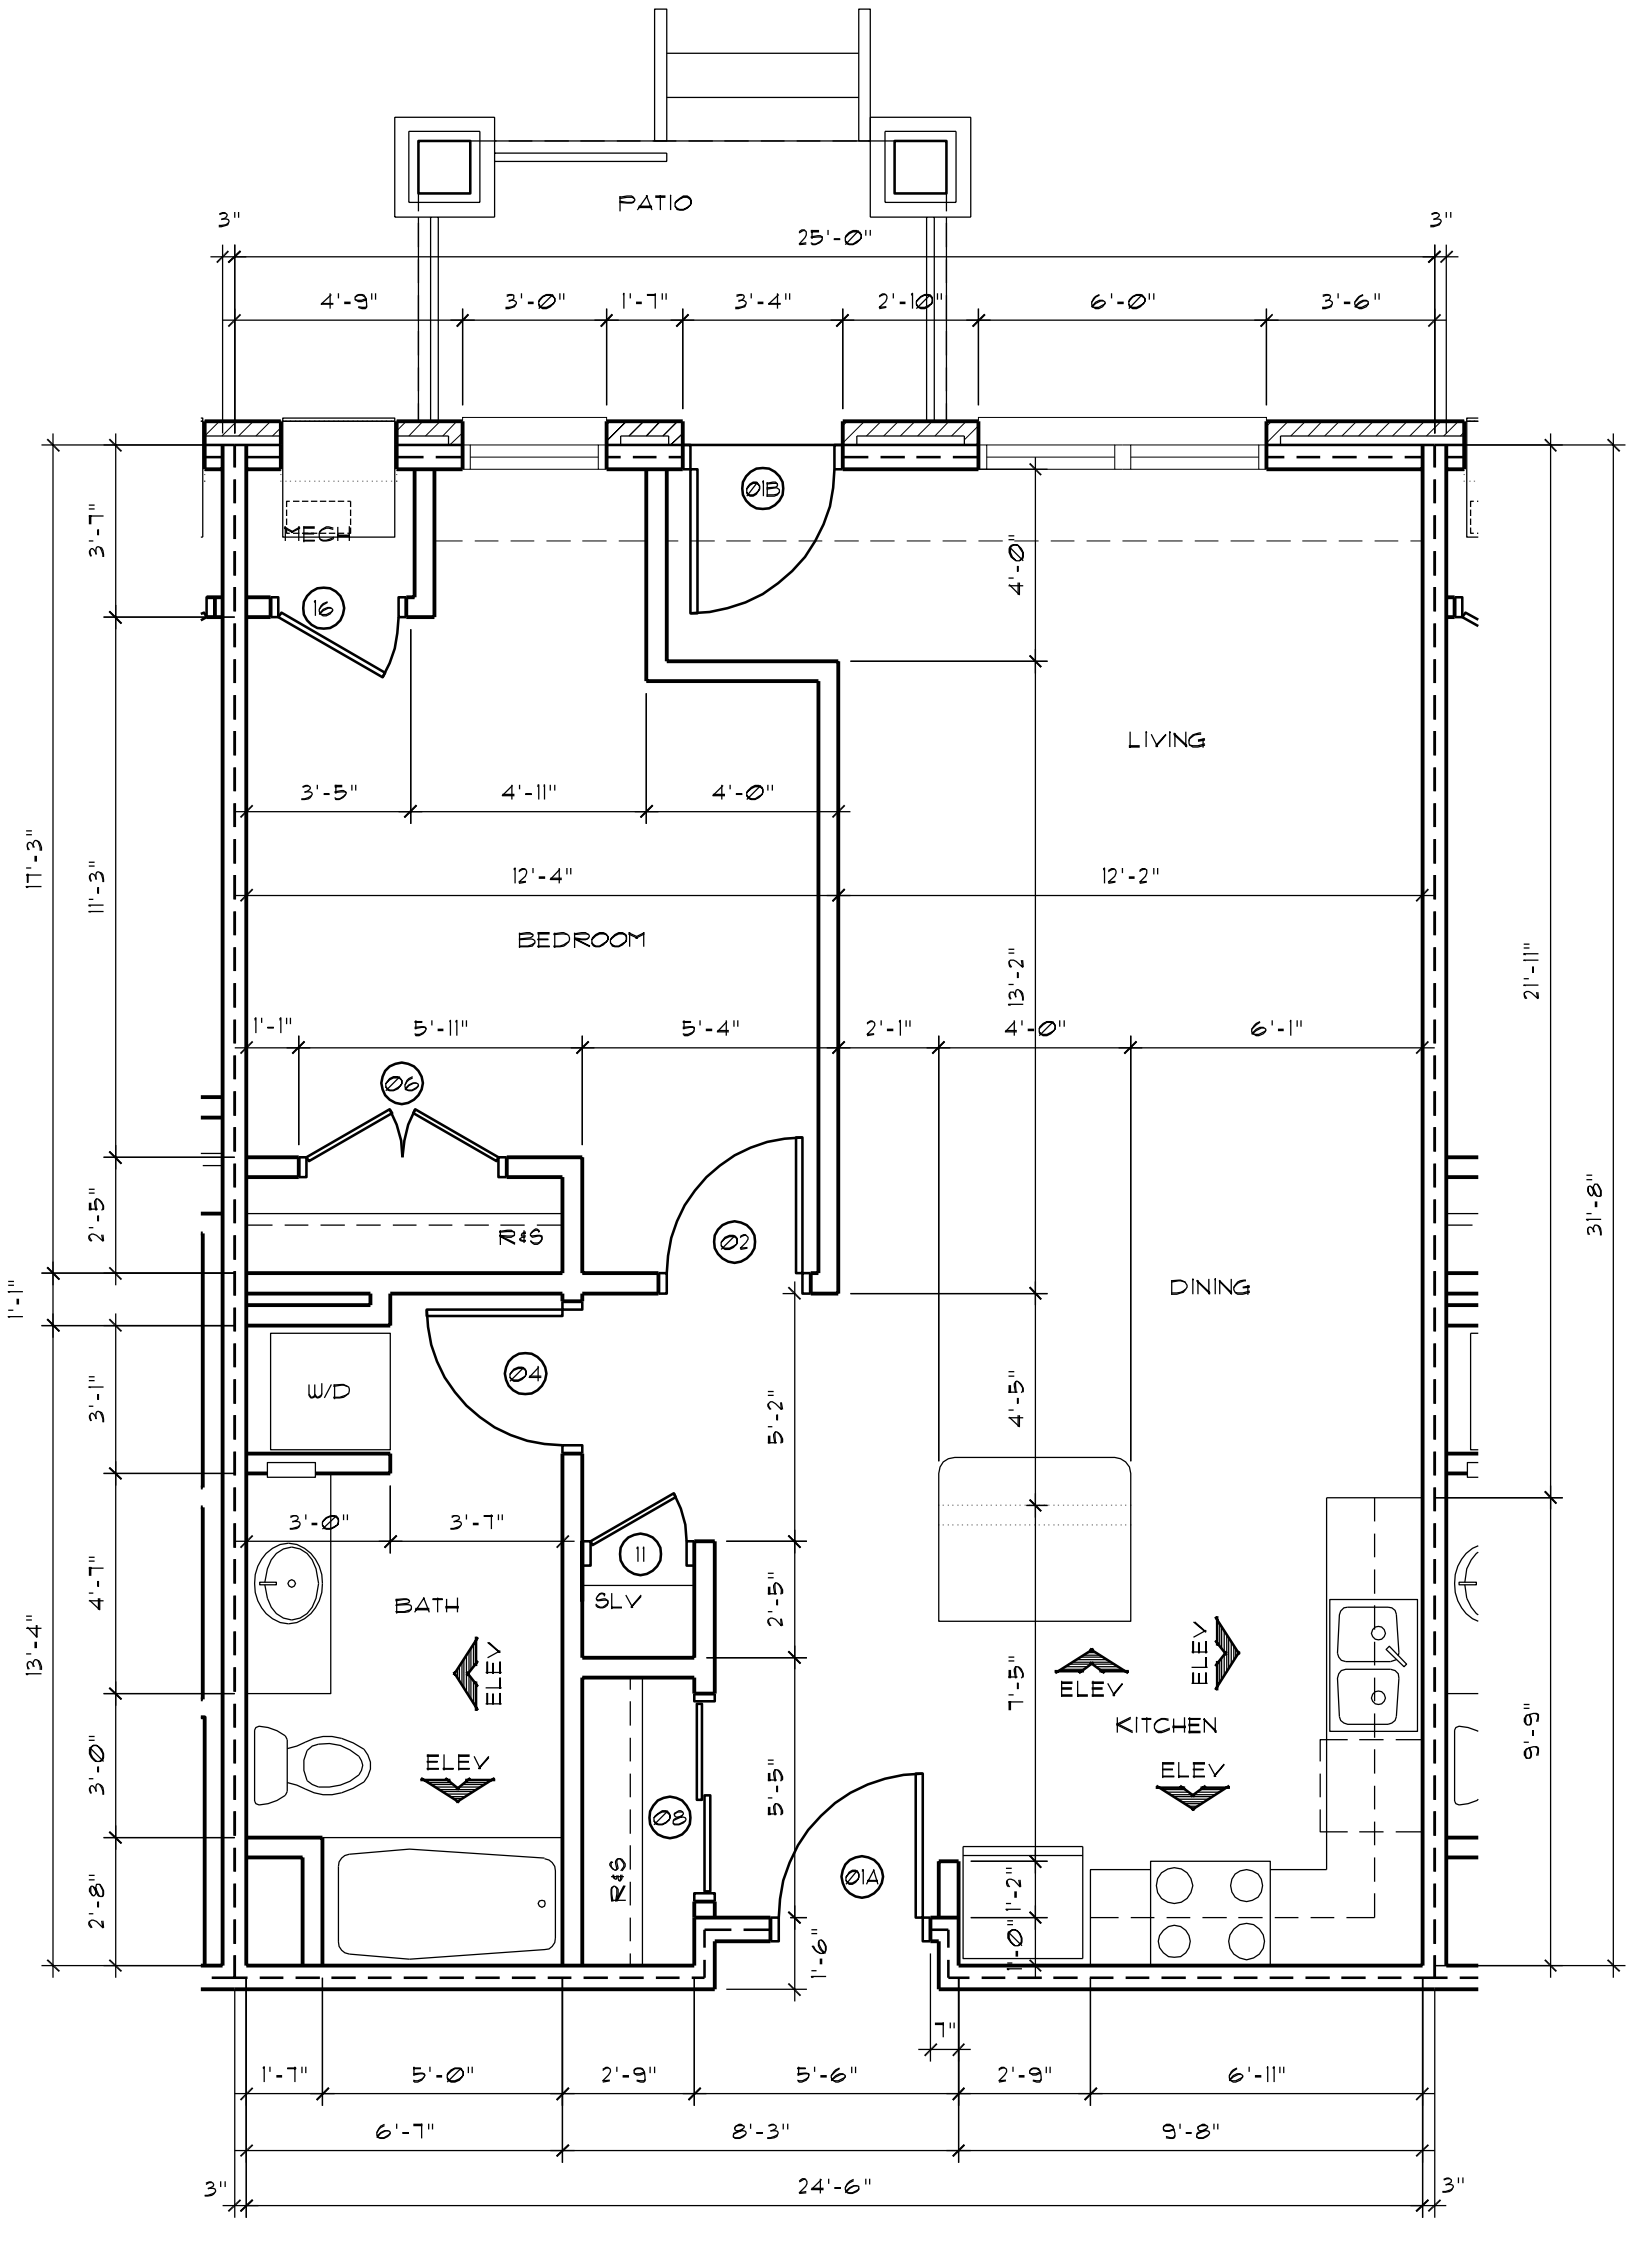 PATIO
3" 3"
25'-0"
4'-9" 3'-0" 1'-7" 3'-4" 2'-10" 6'-0" 3'-6"
01B
3'-7"
MECH
4'-0"
16
LIVING
3'-5" 4'-11" 4'-0"
17'-3"
11'-3"
12'-4" 12'-2"
BEDROOM
13'-2"
21'-11"
1'-1" 5'-11" 5'-4" 2'-1" 4'-0" 6'-1"
06
2'-5"
31'-8"
R&S
02
1'-1"
DINING
04
W/D
3'-1"
5'-2"
4'-5"
3'-0" 3'-7"
11
4'-7"
BATH
SLV
2'-5"
13'-4"
ELEV
ELEV
ELEV
7'-5"
KITCHEN
9'-9"
3'-0"
ELEV
ELEV
5'-5"
08
01A
R&S
2'-8"
1'-2"
1'-0"
1'-6"
7"
1'-7" 5'-0" 2'-9" 5'-6" 2'-9" 6'-11"
6'-7" 8'-3" 9'-8"
3" 24'-6" 3"